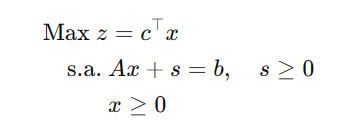 Max z = c⊤x
s.a. Ax + s = b, s ≥ 0
x ≥ 0